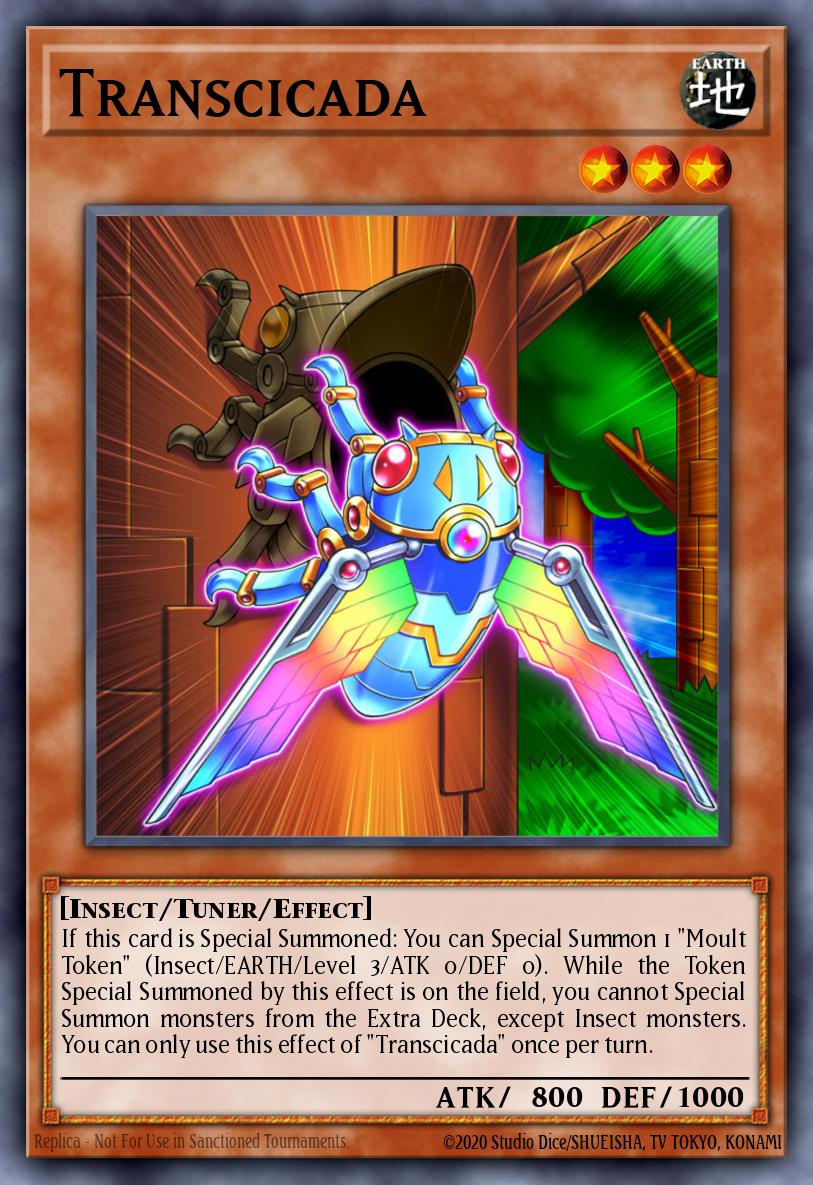 TRANSCICADA
EARTH
地
[INSECT/TUNER/EFFECT]
If this card is Special Summoned: You can Special Summon 1 "Moult
Token" (Insect/EARTH/Level 3/ATK 0/DEF 0). While the Token
Special Summoned by this effect is on the field, you cannot Special
Summon monsters from the Extra Deck, except Insect monsters.
You can only use this effect of "Transcicada" once per turn.
ATK/ 800 DEF/1000
Replica - Not For Use in Sanctioned Tournaments.
©2020 Studio Dice/SHUEISHA, TV TOKYO, KONAMI